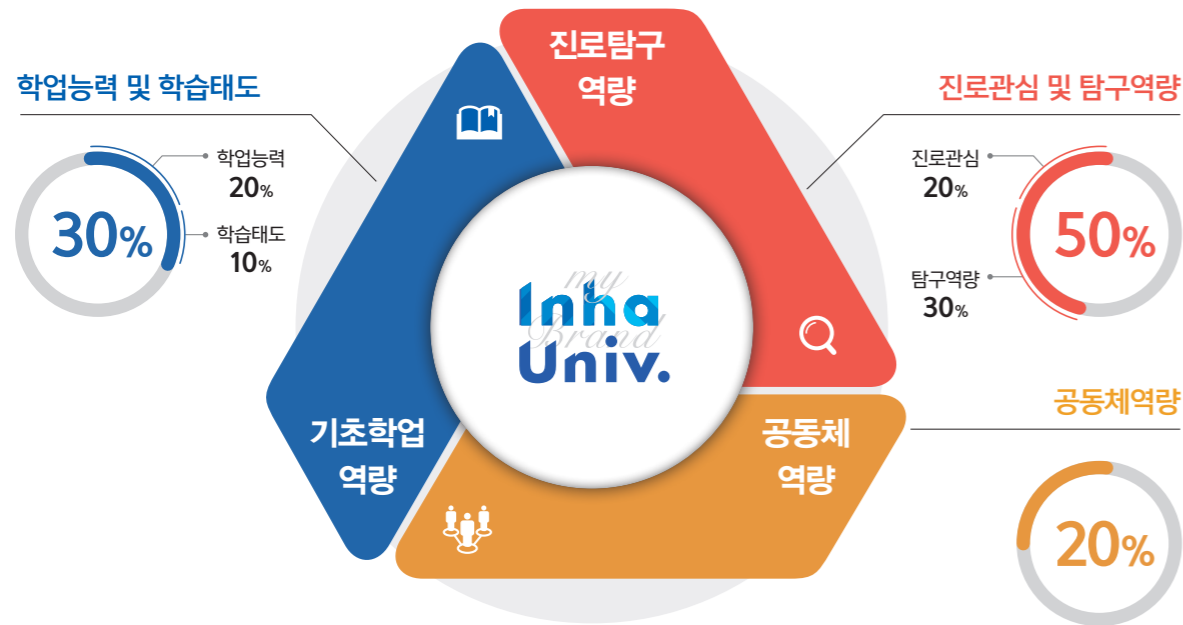 진로탐구
역량
학업능력 및 학습태도
학업능력
20%
30%
학습태도
10%
진로관심 및 탐구역량
진로관심
20%
50%
탐구역량
30%
my
Inha
Brand
Univ.
기초학업
역량
공동체
역량
공동체역량
20%